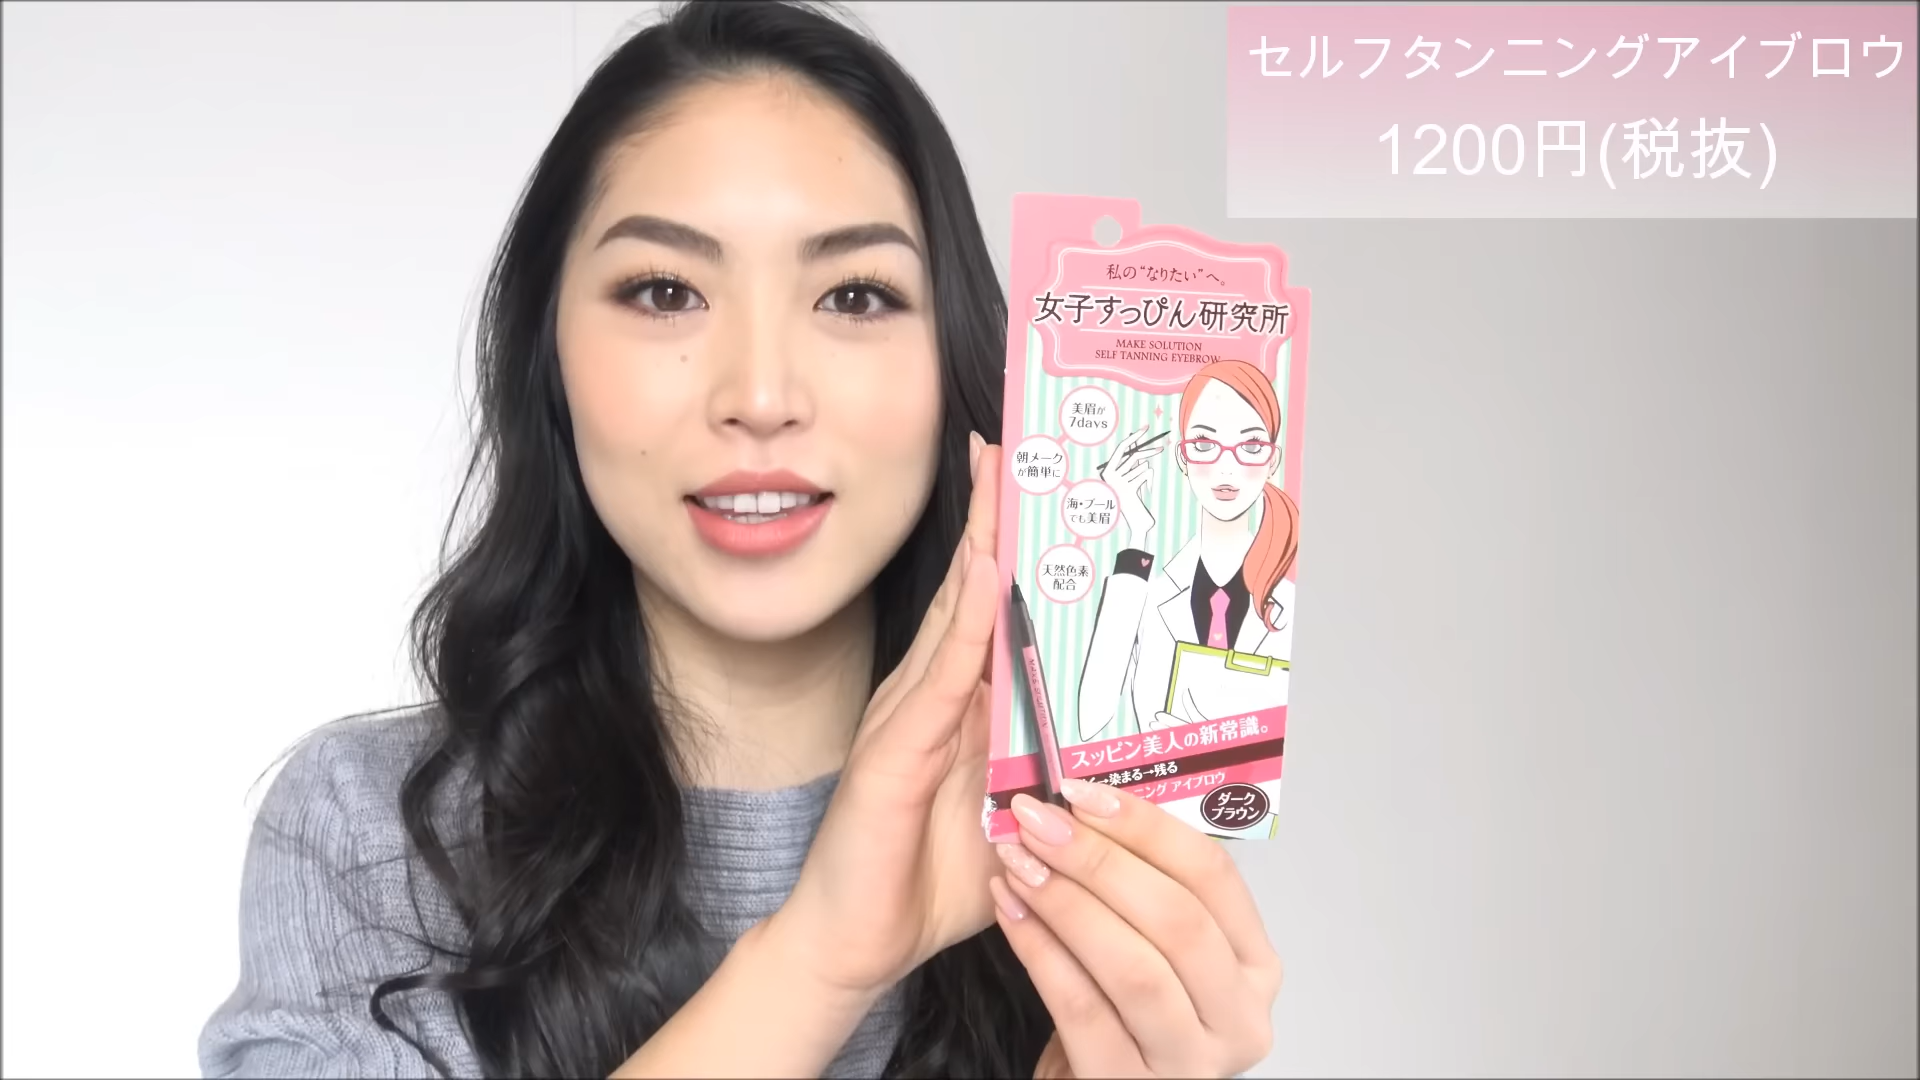 セルフタンニングアイブロウ
1200円(税抜)
私の“なりたい”へ。
女子すっぴん研究所
MAKE SOLUTION
SELF TANNING EYEBROW
美眉が
7days
朝メーク
が簡単に
海・プール
でも美眉
天然色素
配合
スッピン美人の新常識。
染まる→残る
ニング アイブロウ
ダーク
ブラウン